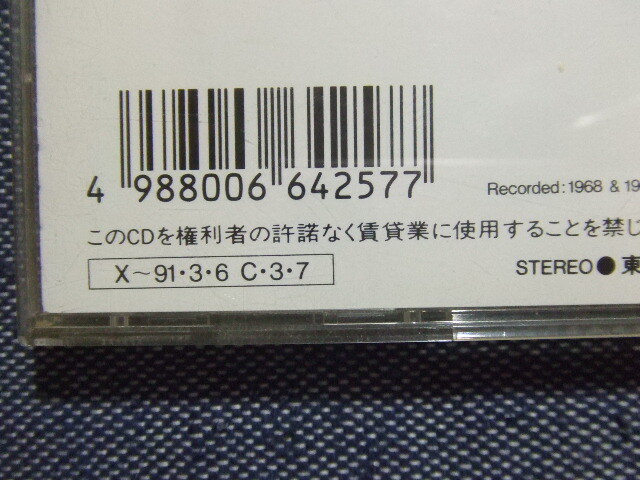 4 988006 642577
Recorded: 1968 & 19
このCDを権利者の許諾なく賃貸業に使用することを禁じ
X～91・3・6 C・3・7
STEREO●東